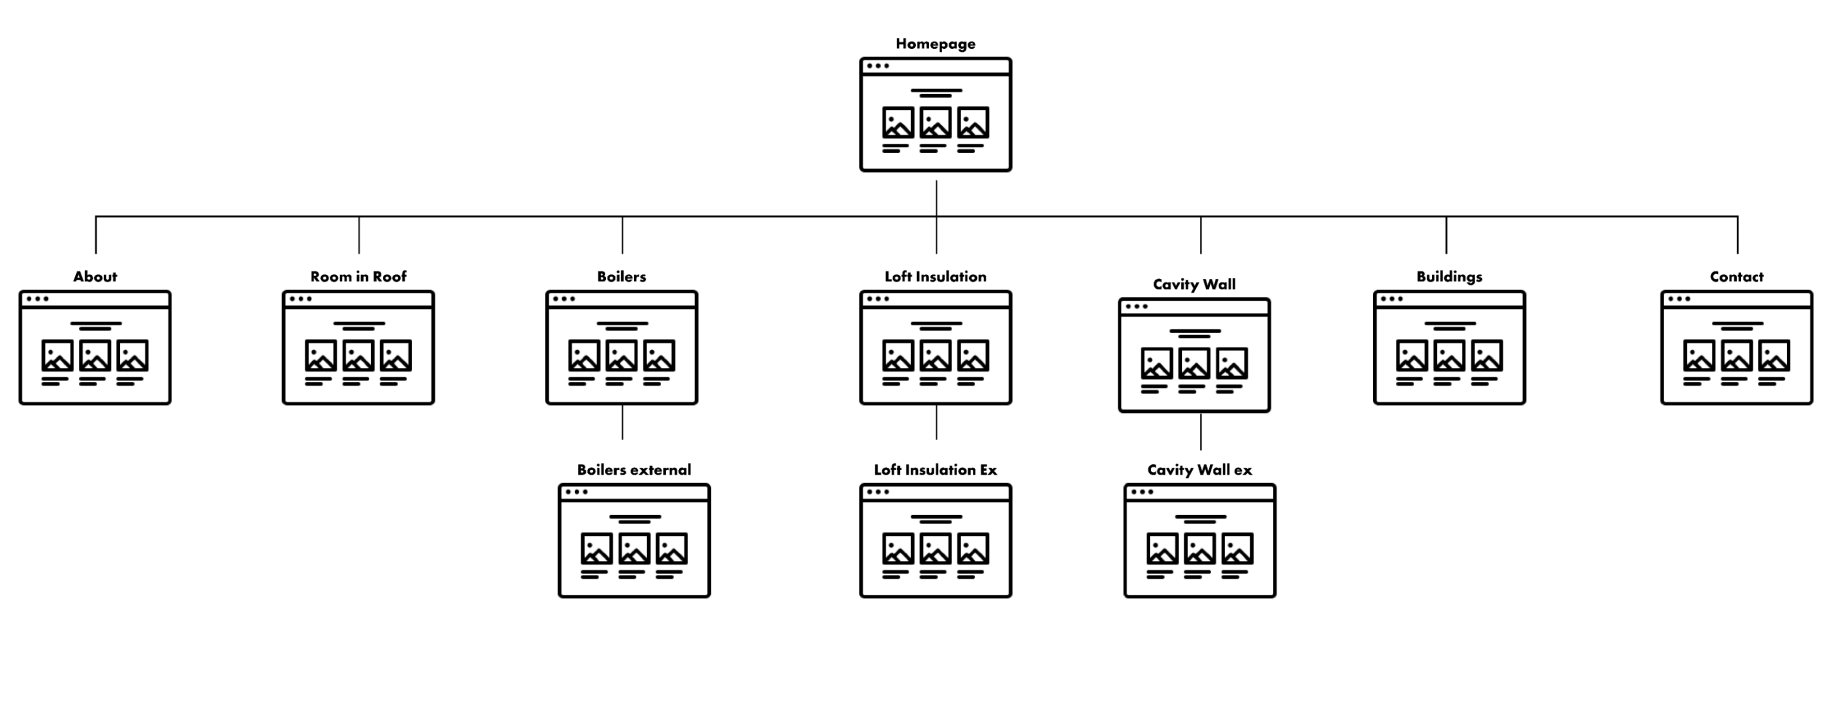 Homepage
About
Room in Roof
Boilers
Loft Insulation
Cavity Wall
Buildings
Contact
Boilers external
Loft Insulation Ex
Cavity Wall ex